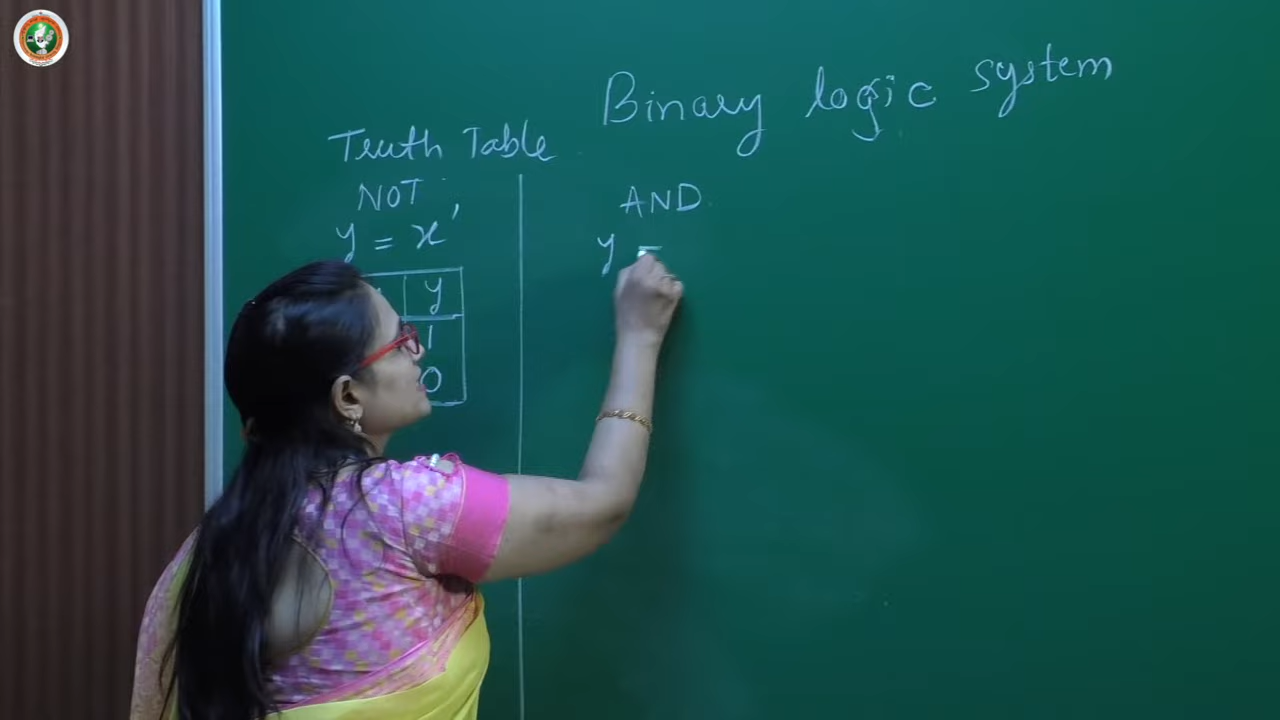 Binary logic system
Truth Table
NOT
y = x'
y
1
0
AND
y =